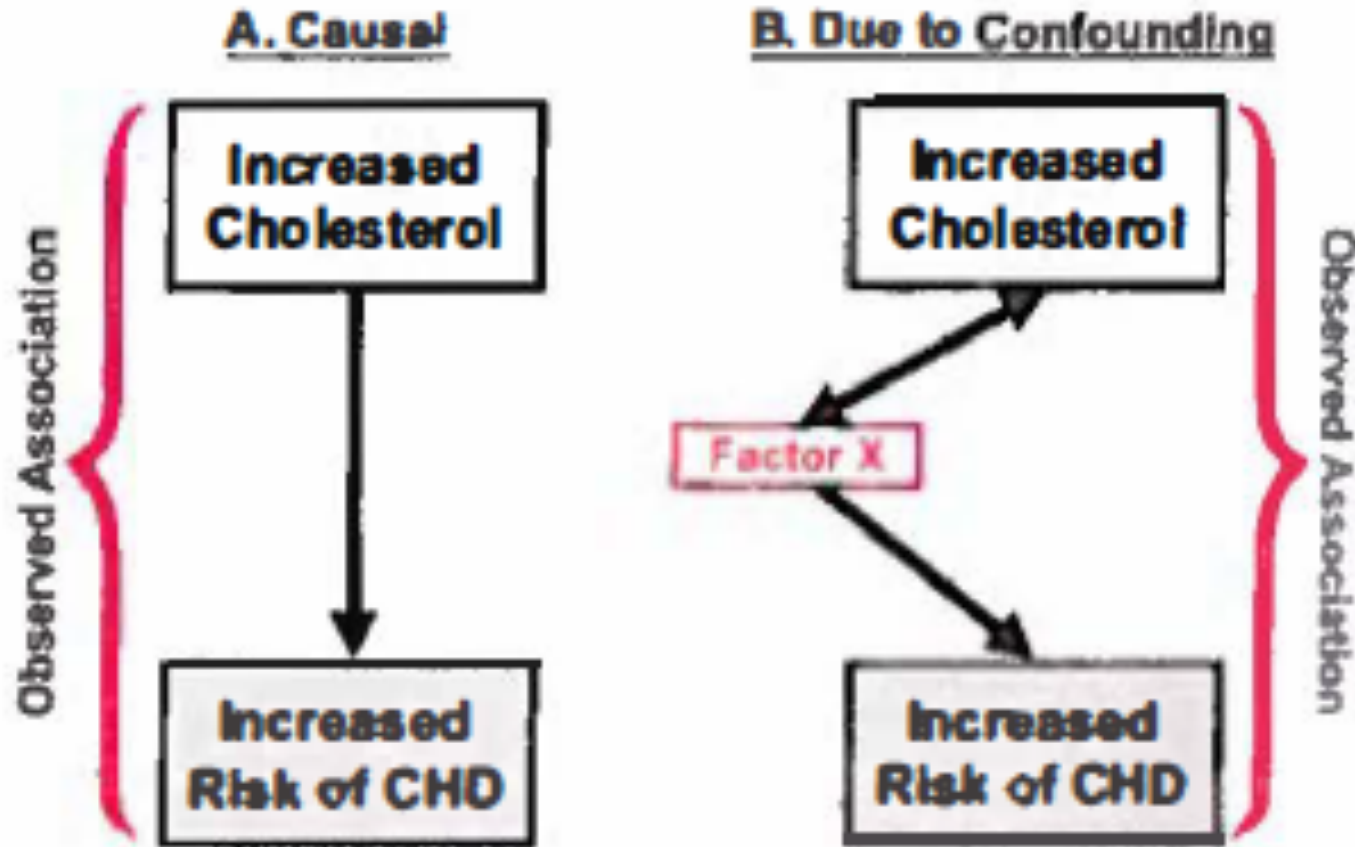 A. Causal
Observed Association
Increased
Cholesterol
Increased
Risk of CHD
B. Due to Confounding
Increased
Cholesterol
Factor X
Increased
Risk of CHD
Observed Association